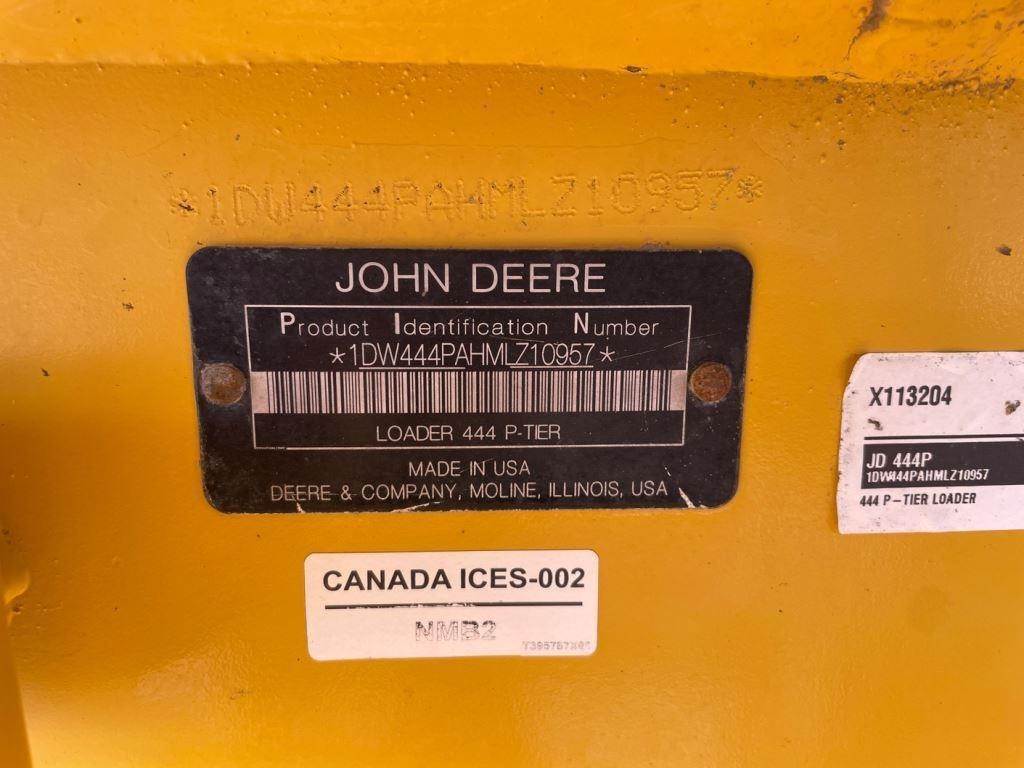 *1DW444PAHMLZ10957*
JOHN DEERE
Product Identification Number
*1DW444PAHMLZ10957*
LOADER 444 P-TIER
MADE IN USA
DEERE & COMPANY, MOLINE, ILLINOIS, USA
X113204
JD 444P
1DW444PAHMLZ10957
444 P-TIER LOADER
CANADA ICES-002
NMB2